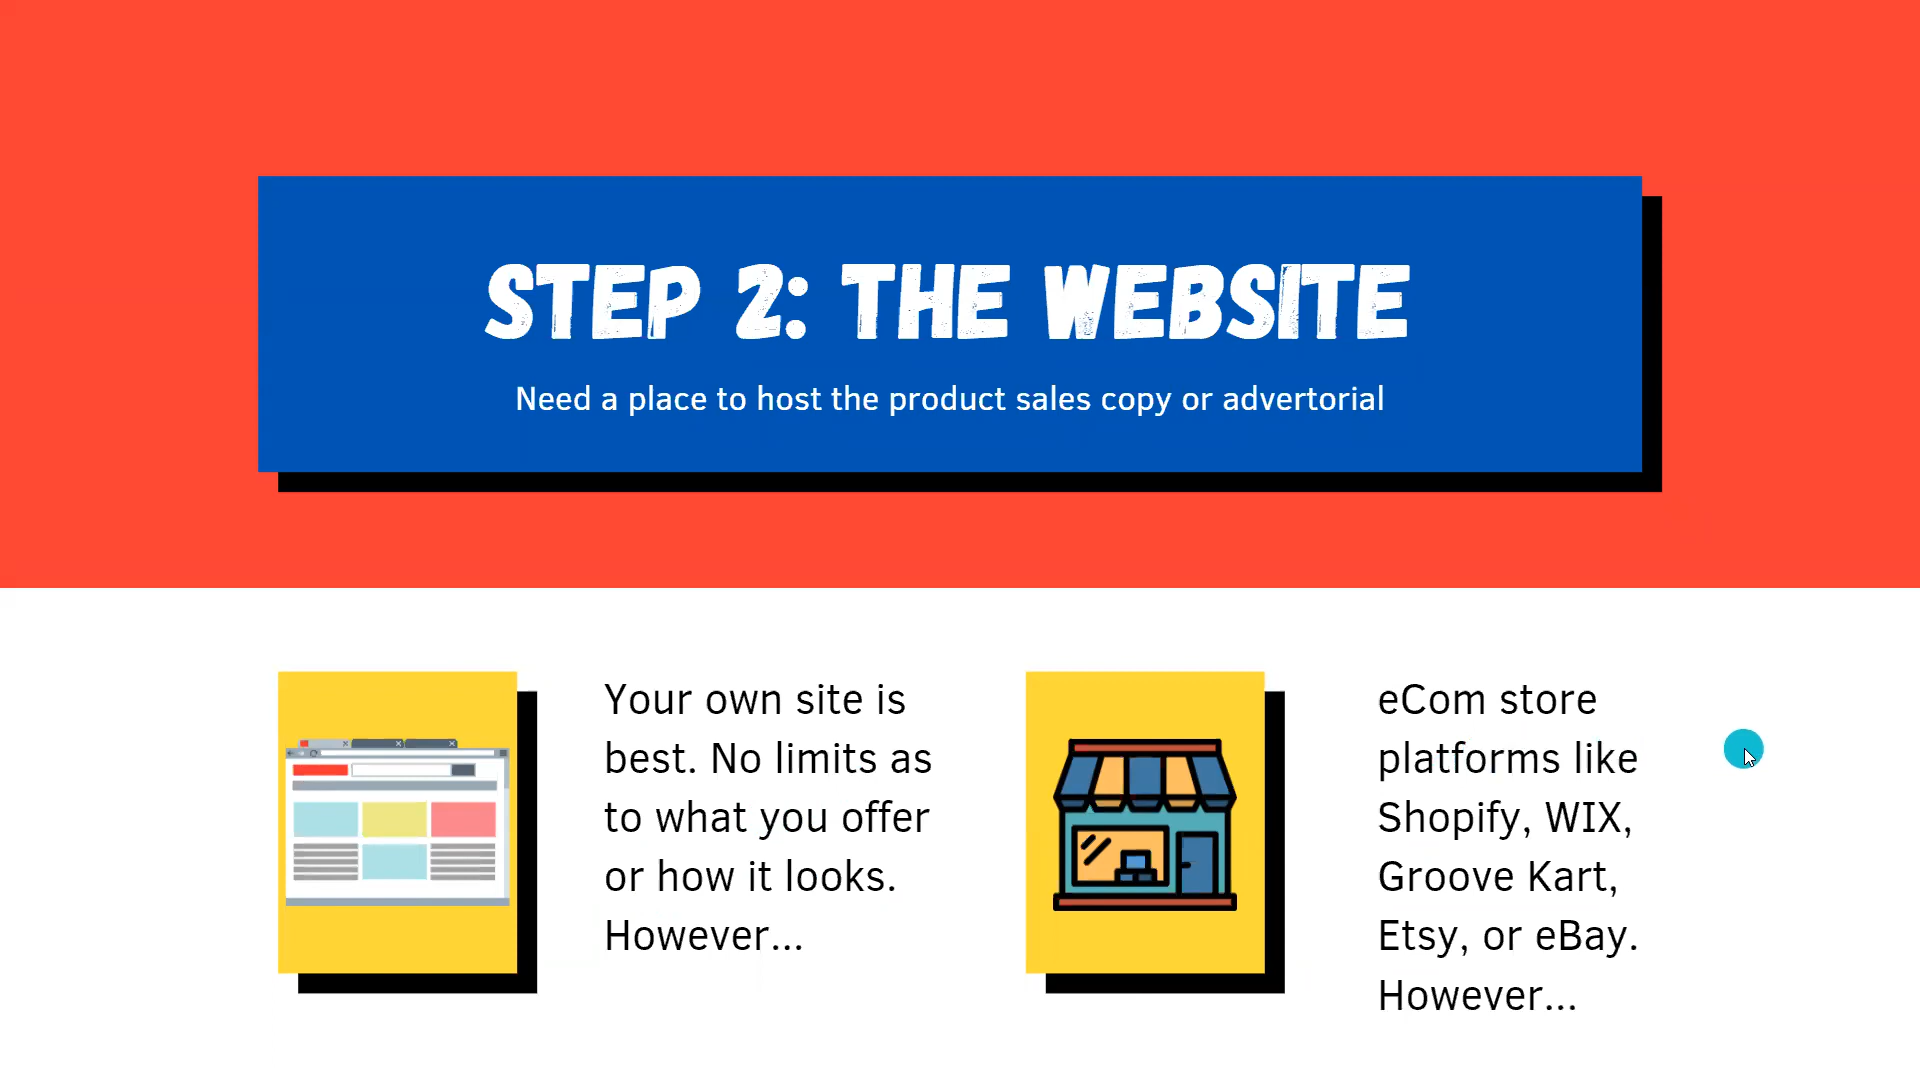 STEP 2: THE WEBSITE
Need a place to host the product sales copy or advertorial
Your own site is
best. No limits as
to what you offer
or how it looks.
However...
eCom store
platforms like
Shopify, WIX,
Groove Kart,
Etsy, or eBay.
However...